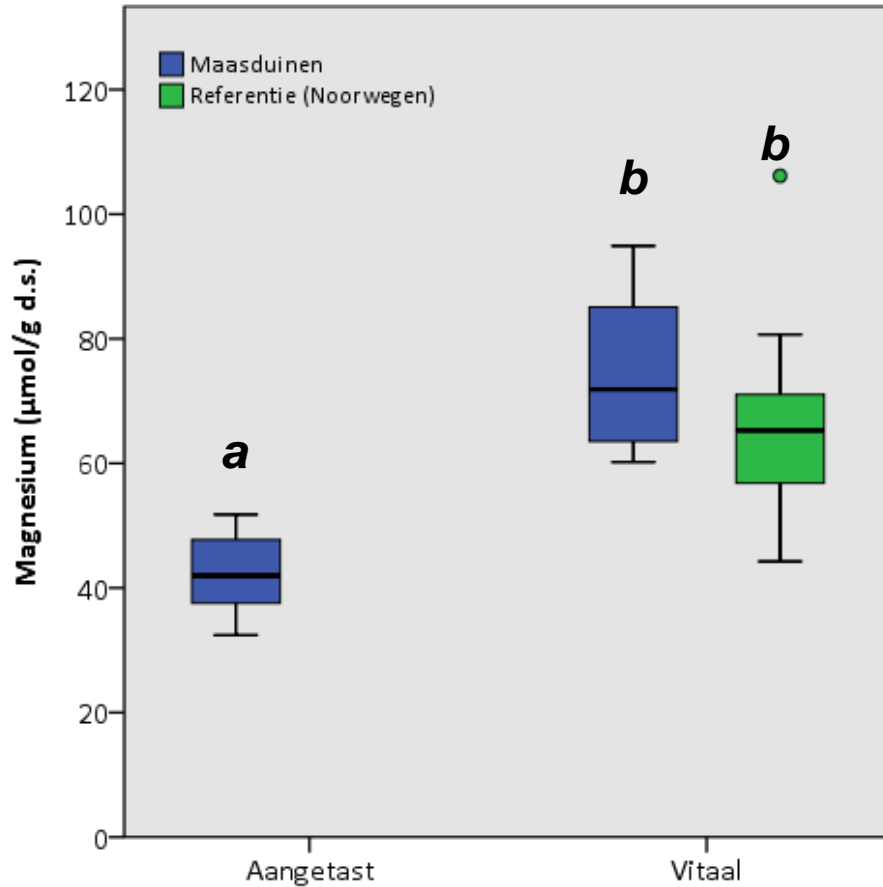 Maasduinen
Referentie (Noorwegen)
Magnesium (µmol/g d.s.)
120
100
80
60
40
20
0
a
b
b
Aangetast
Vitaal